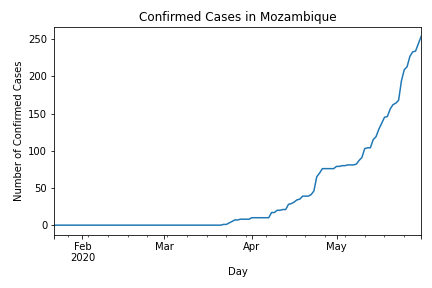 Confirmed Cases in Mozambique
Number of Confirmed Cases
250
200
150
100
50
0
Feb Mar Apr May
2020
Day